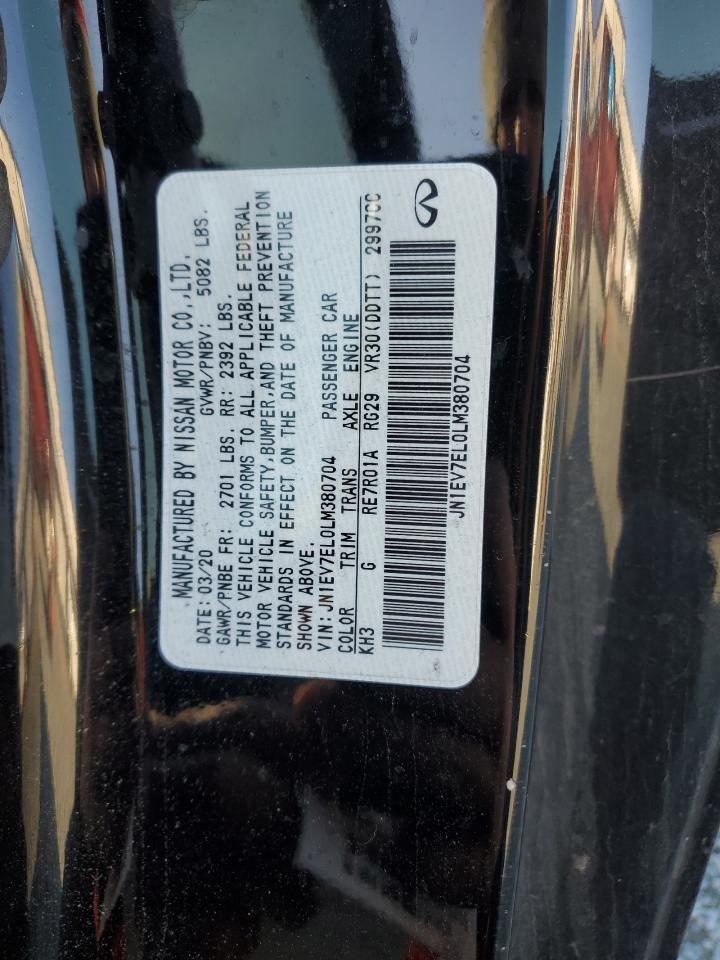 MANUFACTURED BY NISSAN MOTOR CO.,LTD.
DATE: 03/20 GVWR/PNBV: 5082 LBS.
GAWR/PNBE FR: 2701 LBS. RR: 2392 LBS.
THIS VEHICLE CONFORMS TO ALL APPLICABLE FEDERAL
MOTOR VEHICLE SAFETY,BUMPER,AND THEFT PREVENTION
STANDARDS IN EFFECT ON THE DATE OF MANUFACTURE
SHOWN ABOVE.
VIN: JN1EV7EL0LM380704 PASSENGER CAR
COLOR TRIM TRANS AXLE ENGINE
KH3 G RE7R01A RG29 VR30(DDTT) 2997CC
JN1EV7EL0LM380704